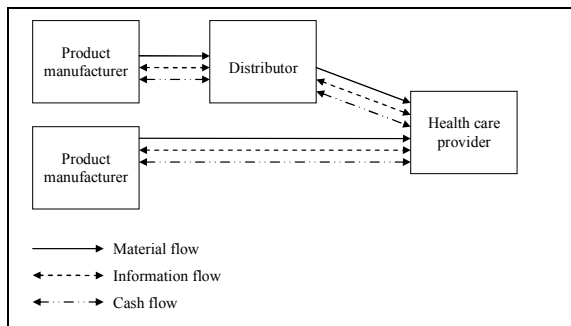 Product
manufacturer
Distributor
Health care
provider
Product
manufacturer
Material flow
Information flow
Cash flow